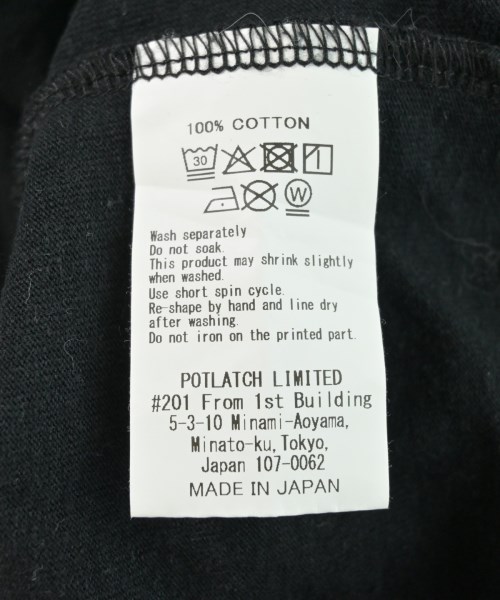 100% COTTON
30
W
Wash separately
Do not soak.
This product may shrink slightly
when washed.
Use short spin cycle.
Re-shape by hand and line dry
after washing.
Do not iron on the printed part.
POTLATCH LIMITED
#201 From 1st Building
5-3-10 Minami-Aoyama,
Minato-ku, Tokyo,
Japan 107-0062
MADE IN JAPAN